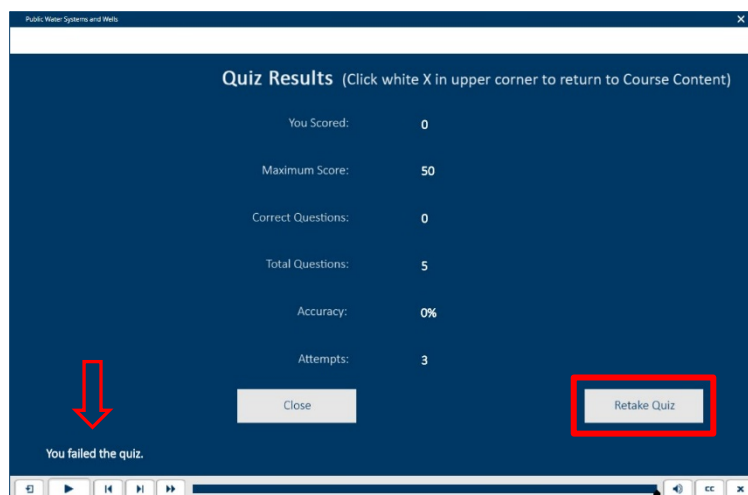 Public Water Systems and Wells
Quiz Results (Click white X in upper corner to return to Course Content)
You Scored: 0
Maximum Score: 50
Correct Questions: 0
Total Questions: 5
Accuracy: 0%
Attempts: 3
Close
Retake Quiz
You failed the quiz.
CC